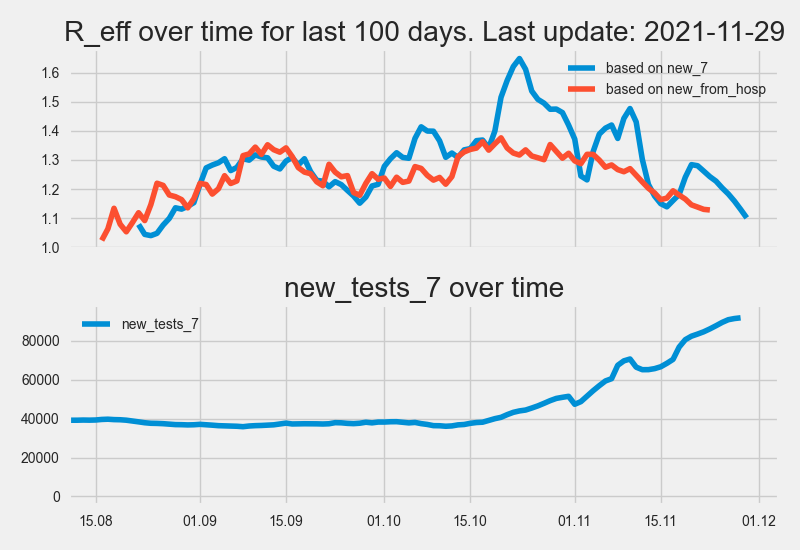 R_eff over time for last 100 days. Last update: 2021-11-29
based on new_7
based on new_from_hosp
1.6
1.5
1.4
1.3
1.2
1.1
1.0
new_tests_7 over time
new_tests_7
80000
60000
40000
20000
0
15.08 01.09 15.09 01.10 15.10 01.11 15.11 01.12